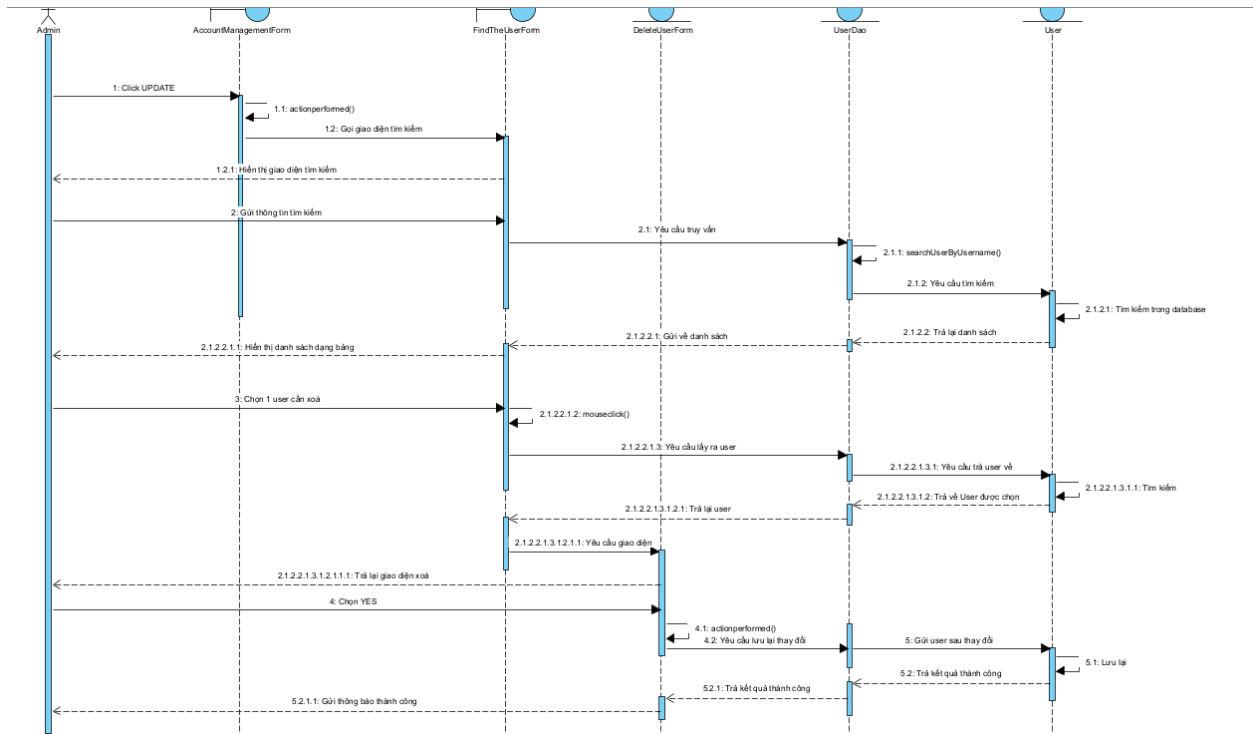 Admin
AccountManagementForm
FindTheUserForm
DeleteUserForm
UserDao
User
1: Click UPDATE
1.1: actionperformed()
1.2: Gọi giao diện tìm kiếm
1.2.1: Hiển thị giao diện tìm kiếm
2: Gửi thông tin tìm kiếm
2.1: Yêu cầu truy vấn
2.1.1: searchUserByUsername()
2.1.2: Yêu cầu tìm kiếm
2.1.2.1: Tìm kiếm trong database
2.1.2.2: Trả lại danh sách
2.1.2.2.1: Gửi về danh sách
2.1.2.2.1.1: Hiển thị danh sách dạng bảng
3: Chọn 1 user cần xoá
2.1.2.2.1.2: mouseclick()
2.1.2.2.1.3: Yêu cầu lấy ra user
2.1.2.2.1.3.1: Yêu cầu trả user về
2.1.2.2.1.3.1.1: Tìm kiếm
2.1.2.2.1.3.1.2: Trả về User được chọn
2.1.2.2.1.3.1.2.1: Trả lại user
2.1.2.2.1.3.1.2.1.1: Yêu cầu giao diện
2.1.2.2.1.3.1.2.1.1.1: Trả lại giao diện xoá
4: Chọn YES
4.1: actionperformed()
4.2: Yêu cầu lưu lại thay đổi
5: Gửi user sau thay đổi
5.1: Lưu lại
5.2: Trả kết quả thành công
5.2.1: Trả kết quả thành công
5.2.1.1: Gửi thông báo thành công